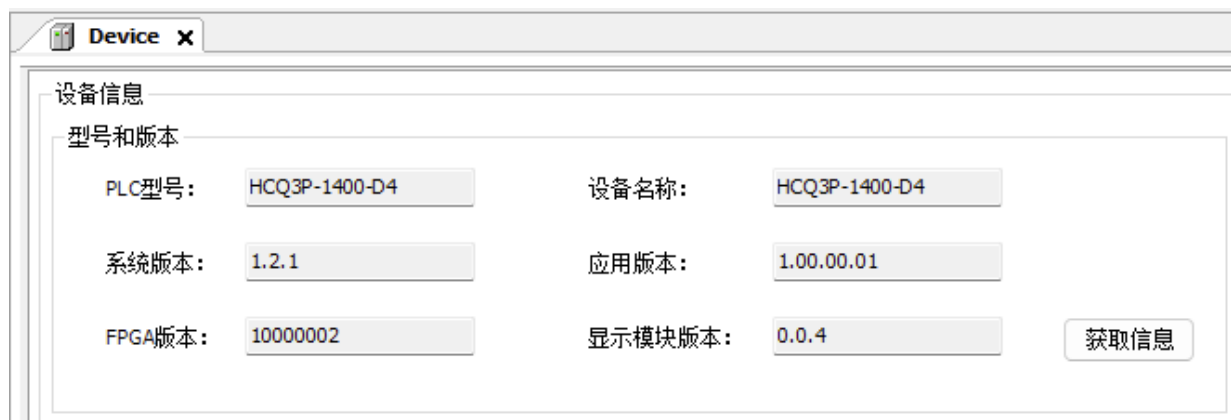 Device
设备信息
型号和版本
PLC型号： HCQ3P-1400-D4 设备名称： HCQ3P-1400-D4
系统版本： 1.2.1 应用版本： 1.00.00.01
FPGA版本： 10000002 显示模块版本： 0.0.4 获取信息